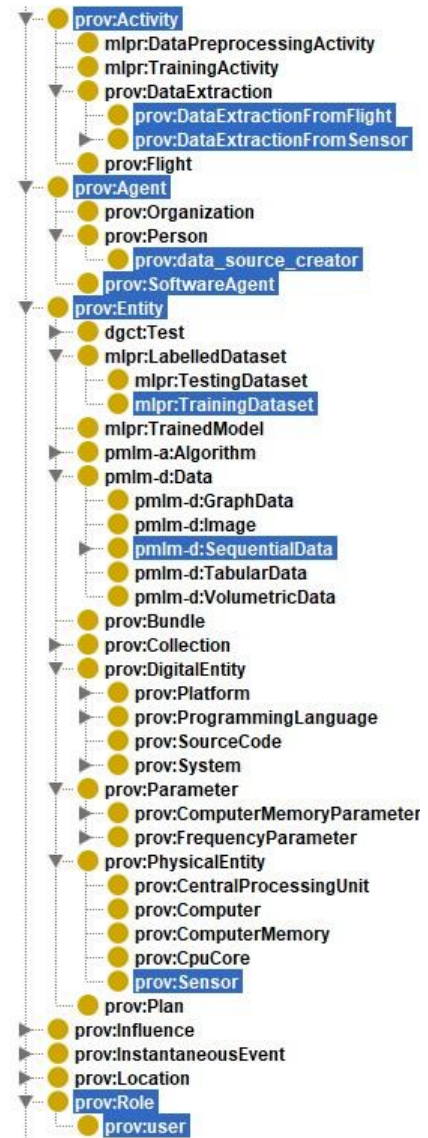 prov:Activity
mlpr:DataPreprocessingActivity
mlpr:TrainingActivity
prov:DataExtraction
prov:DataExtractionFromFlight
prov:DataExtractionFromSensor
prov:Flight
prov:Agent
prov:Organization
prov:Person
prov:data_source_creator
prov:SoftwareAgent
prov:Entity
dgct:Test
mlpr:LabelledDataset
mlpr:TestingDataset
mlpr:TrainingDataset
mlpr:TrainedModel
pmlm-a:Algorithm
pmlm-d:Data
pmlm-d:GraphData
pmlm-d:Image
pmlm-d:SequentialData
pmlm-d:TabularData
pmlm-d:VolumetricData
prov:Bundle
prov:Collection
prov:DigitalEntity
prov:Platform
prov:ProgrammingLanguage
prov:SourceCode
prov:System
prov:Parameter
prov:ComputerMemoryParameter
prov:FrequencyParameter
prov:PhysicalEntity
prov:CentralProcessingUnit
prov:Computer
prov:ComputerMemory
prov:CpuCore
prov:Sensor
prov:Plan
prov:Influence
prov:InstantaneousEvent
prov:Location
prov:Role
prov:user